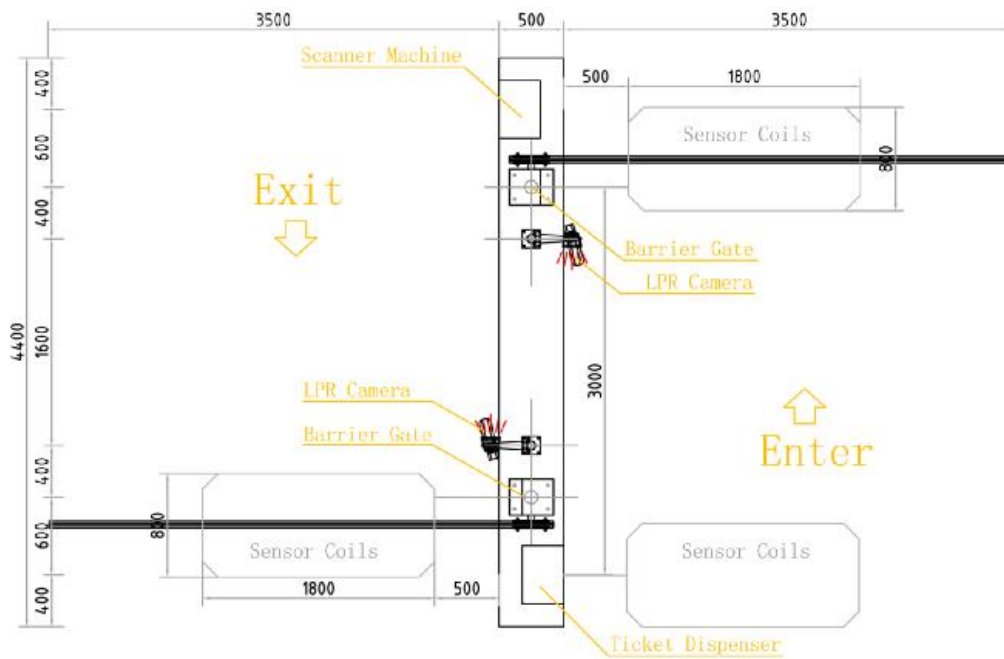 3500
500
3500
Scanner Machine
500
1800
400
Sensor Coils
600
800
Exit
400
Barrier Gate
LPR Camera
4400
1600
3000
LPR Camera
Barrier Gate
Enter
400
800
600
Sensor Coils
Sensor Coils
1800
500
400
Ticket Dispenser